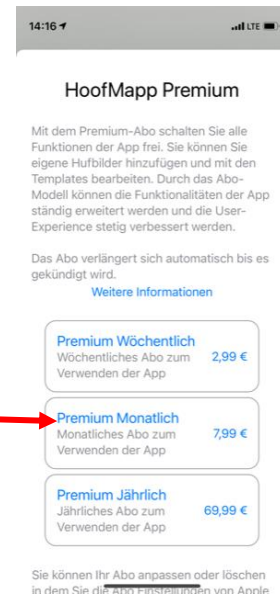 14:16
LTE
HoofMapp Premium
Mit dem Premium-Abo schalten Sie alle
Funktionen der App frei. Sie können Sie
eigene Hufbilder hinzufügen und mit den
Templates bearbeiten. Durch das Abo-
Modell können die Funktionalitäten der App
ständig erweitert werden und die User-
Experience stetig verbessert werden.
Das Abo verlängert sich automatisch bis es
gekündigt wird.
Weitere Informationen
Premium Wöchentlich
Wöchentliches Abo zum 2,99 €
Verwenden der App
Premium Monatlich
Monatliches Abo zum 7,99 €
Verwenden der App
Premium Jährlich
Jährliches Abo zum 69,99 €
Verwenden der App
Sie können Ihr Abo anpassen oder löschen
in dem Sie die Abo Einstellungen von Apple